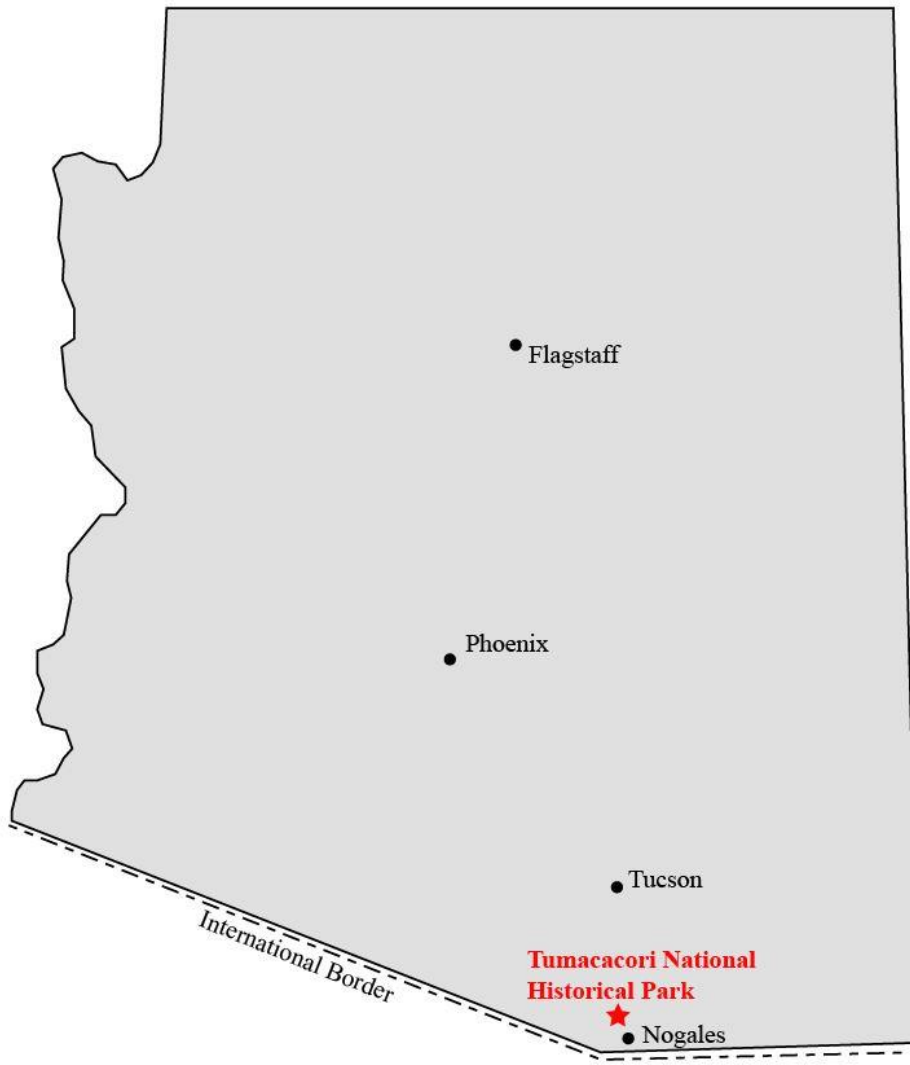 Flagstaff
Phoenix
Tucson
International Border
Tumacacori National
Historical Park
Nogales